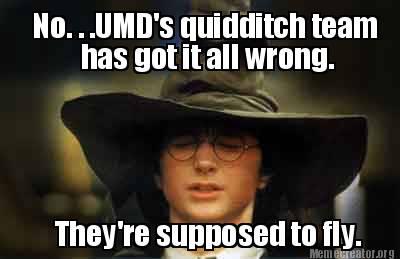 No. . .UMD's quidditch team
has got it all wrong.
They're supposed to fly.
Memecreator.org